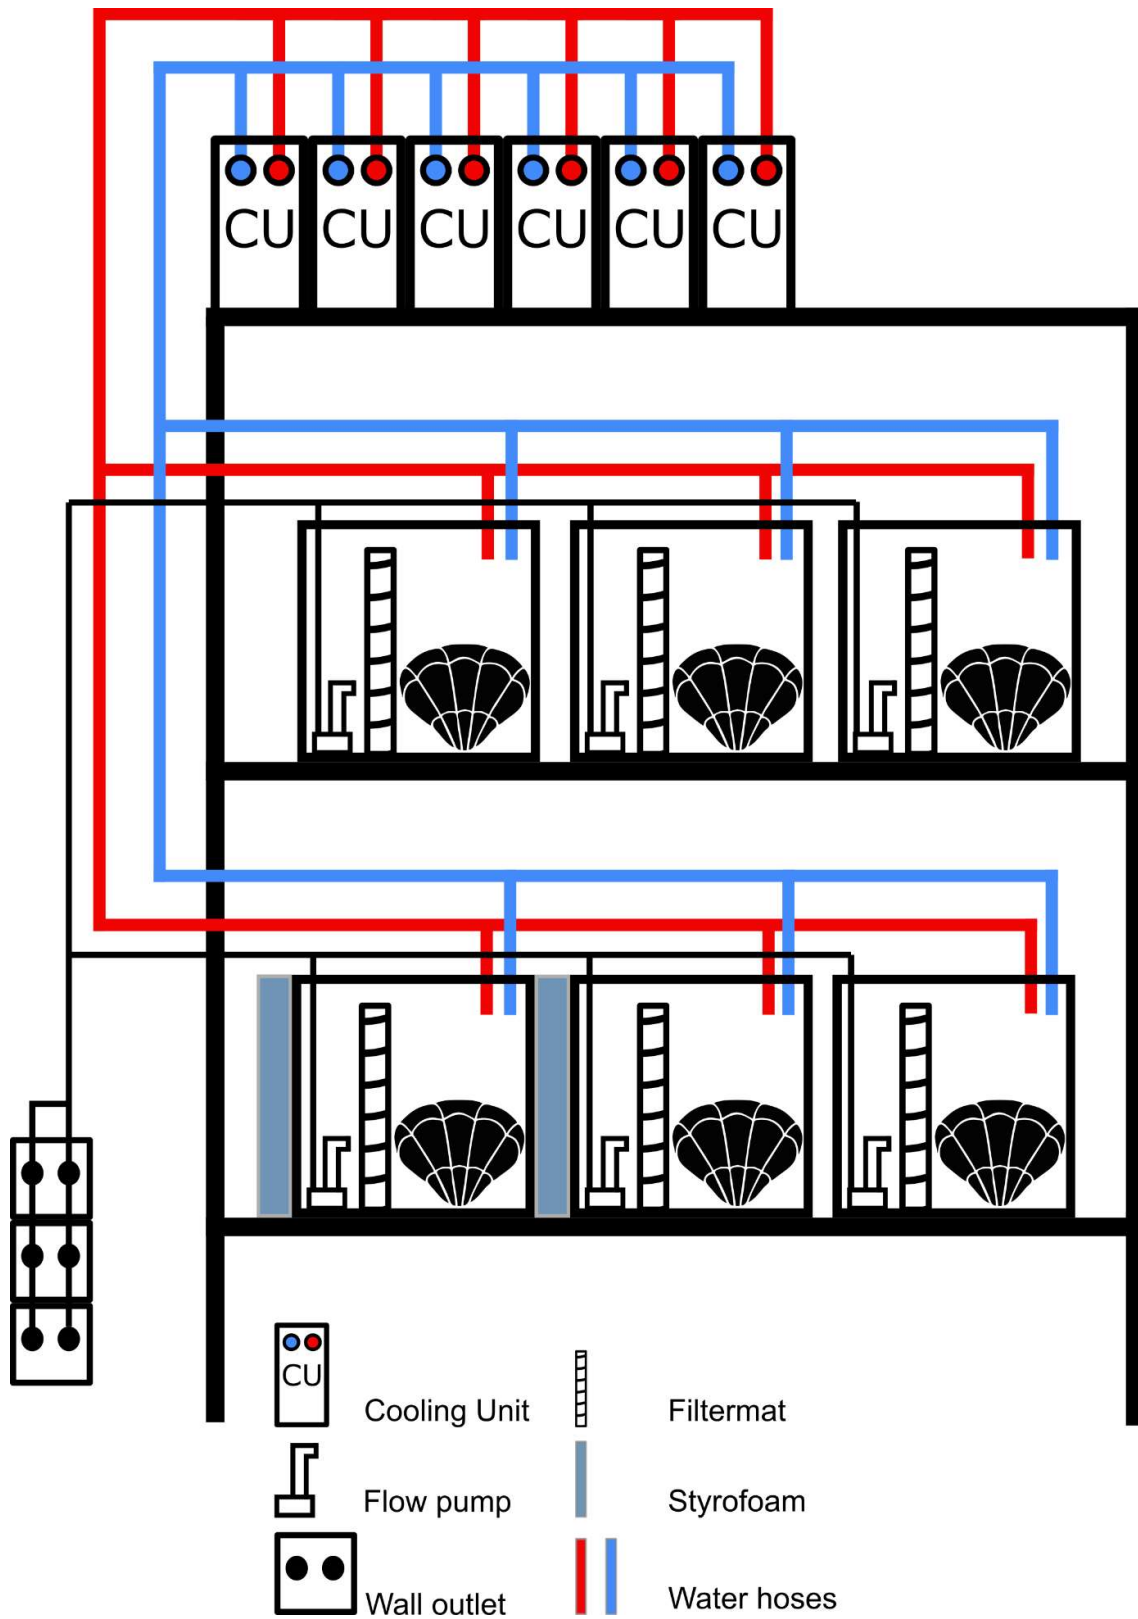 CU CU CU CU CU CU
CU
Cooling Unit
Filtermat
Flow pump
Styrofoam
Wall outlet
Water hoses